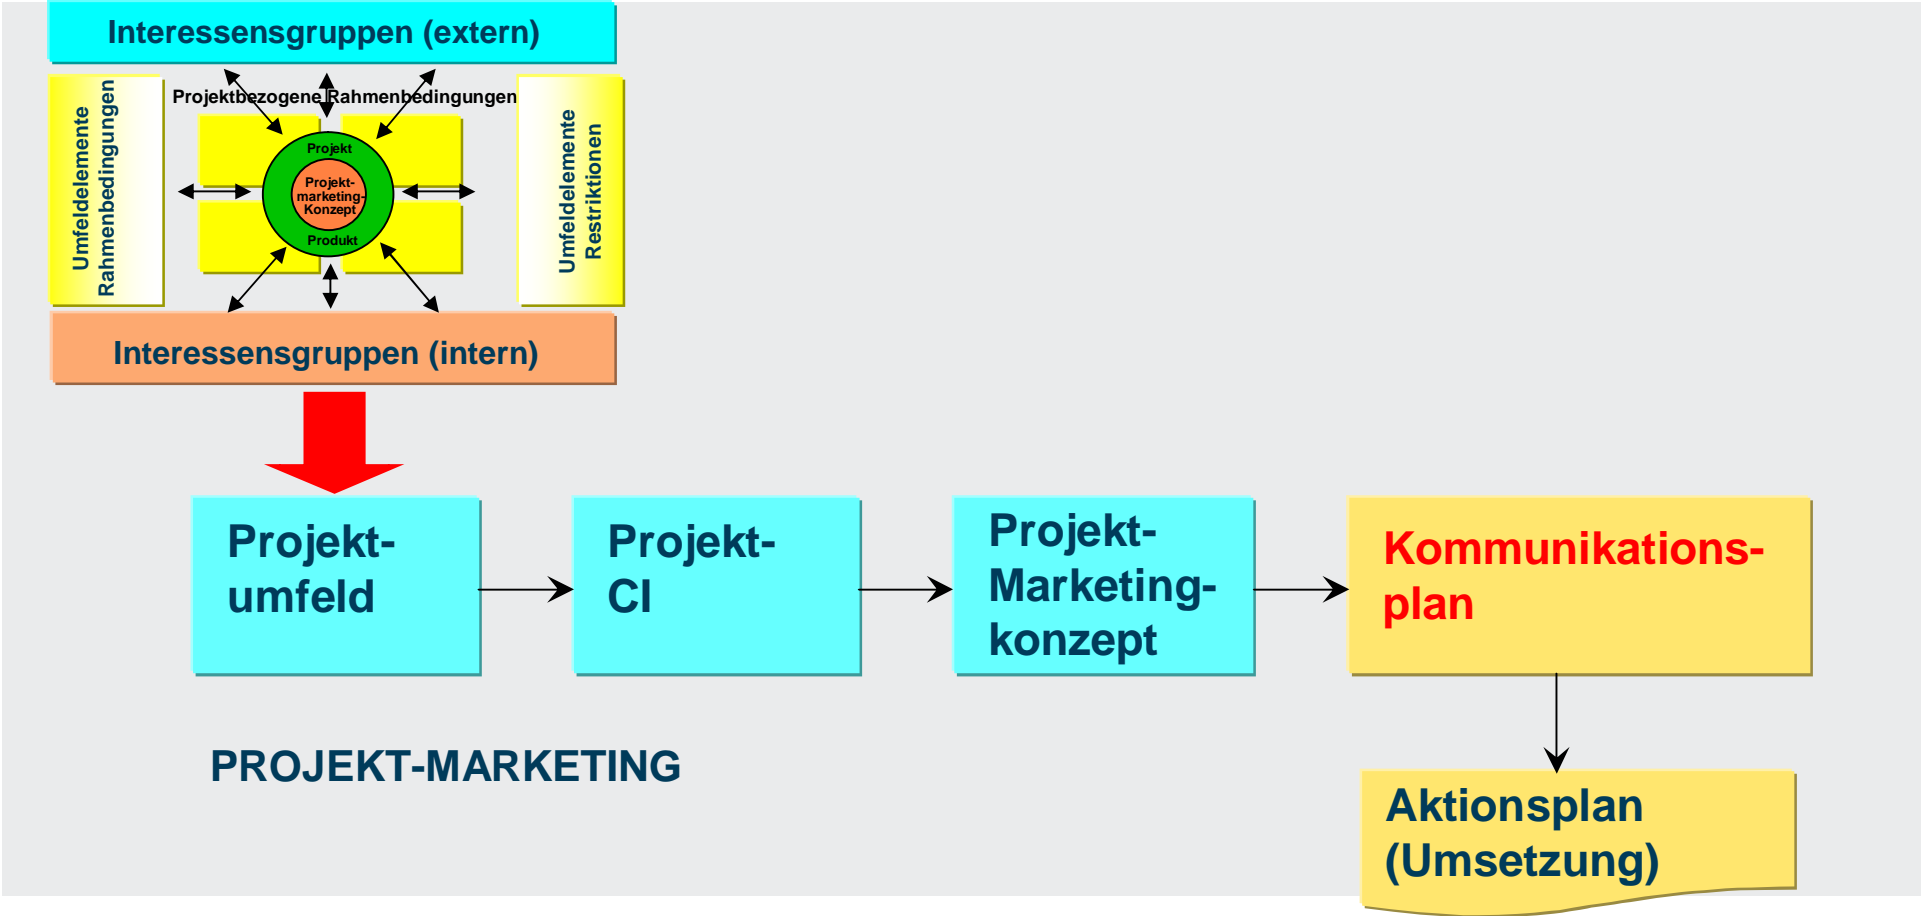 Interessensgruppen (extern)
Umfeldelemente
Rahmenbedingungen
Projektbezogene Rahmenbedingungen
Projekt
Projekt-
marketing-
Konzept
Produkt
Umfeldelemente
Restriktionen
Interessensgruppen (intern)
Projekt-
umfeld
Projekt-
CI
Projekt-
Marketing-
konzept
Kommunikations-
plan
PROJEKT-MARKETING
Aktionsplan
(Umsetzung)